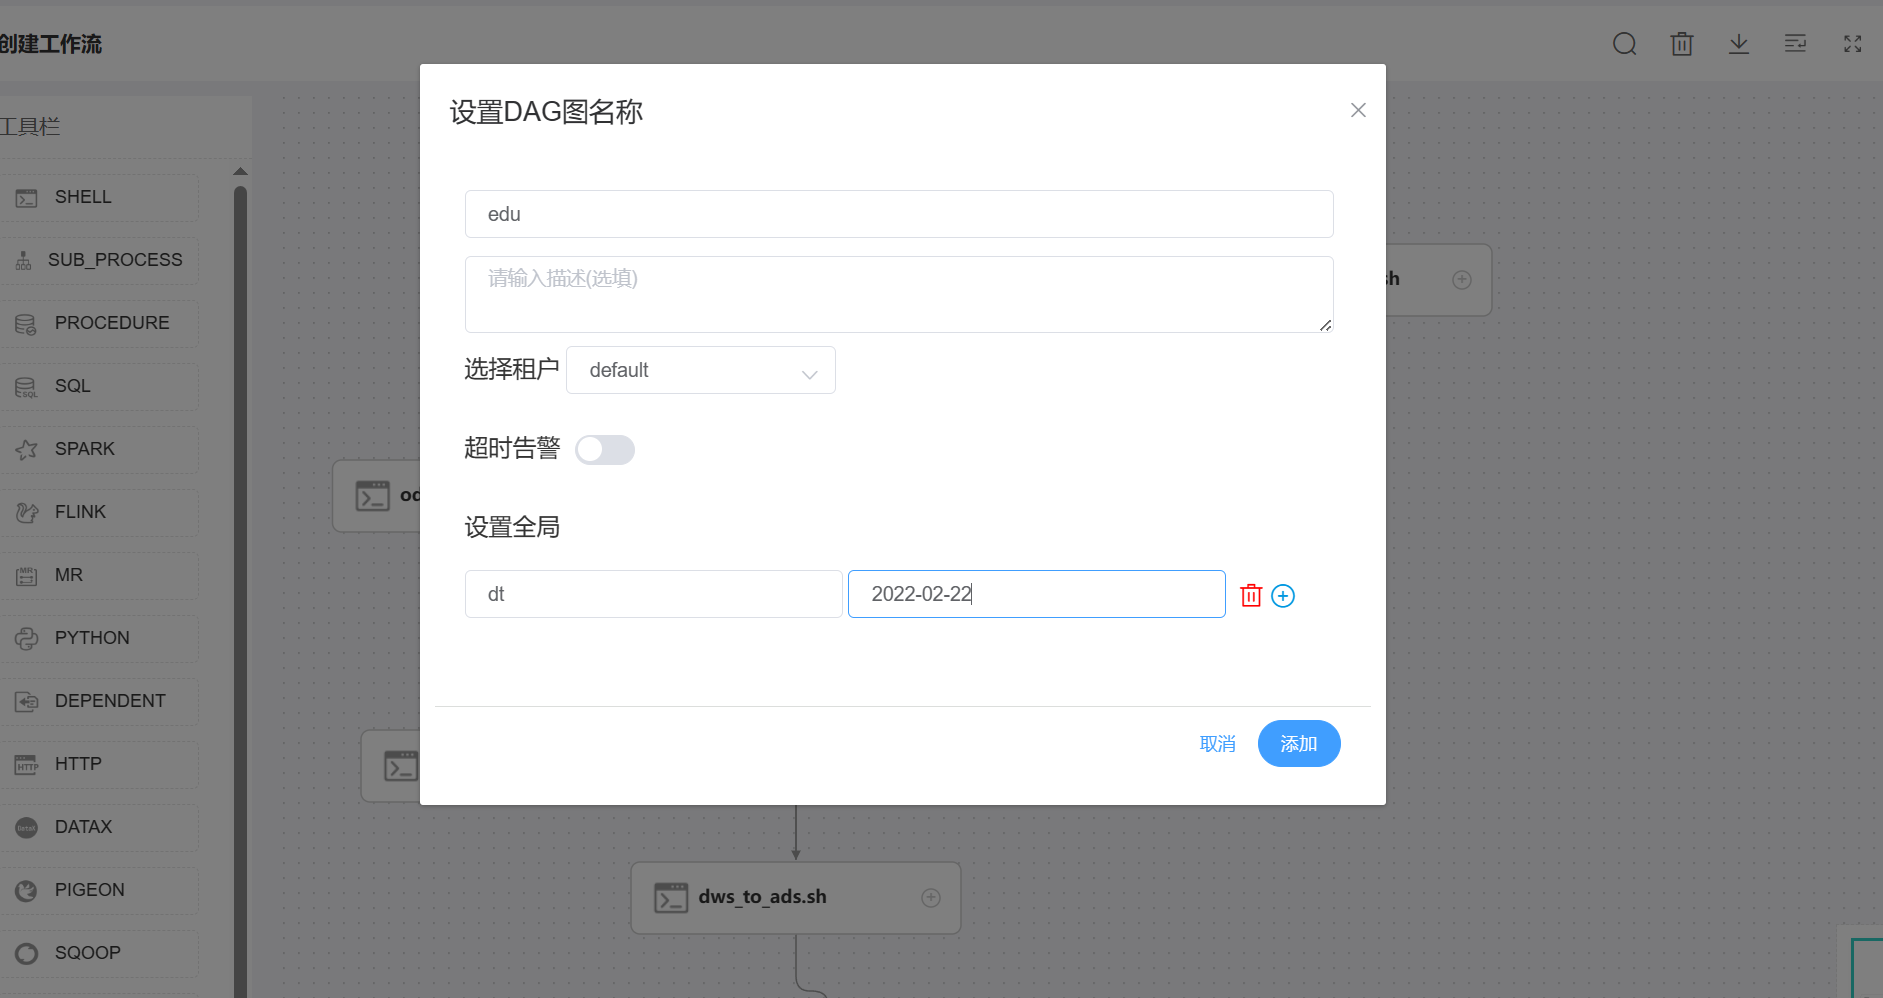 创建工作流
工具栏
SHELL
SUB_PROCESS
PROCEDURE
SQL
SPARK
FLINK
MR
PYTHON
DEPENDENT
HTTP
DATAX
PIGEON
SQOOP
设置DAG图名称
edu
请输入描述(选填)
选择租户 default
超时告警
设置全局
dt 2022-02-22
取消 添加
dws_to_ads.sh